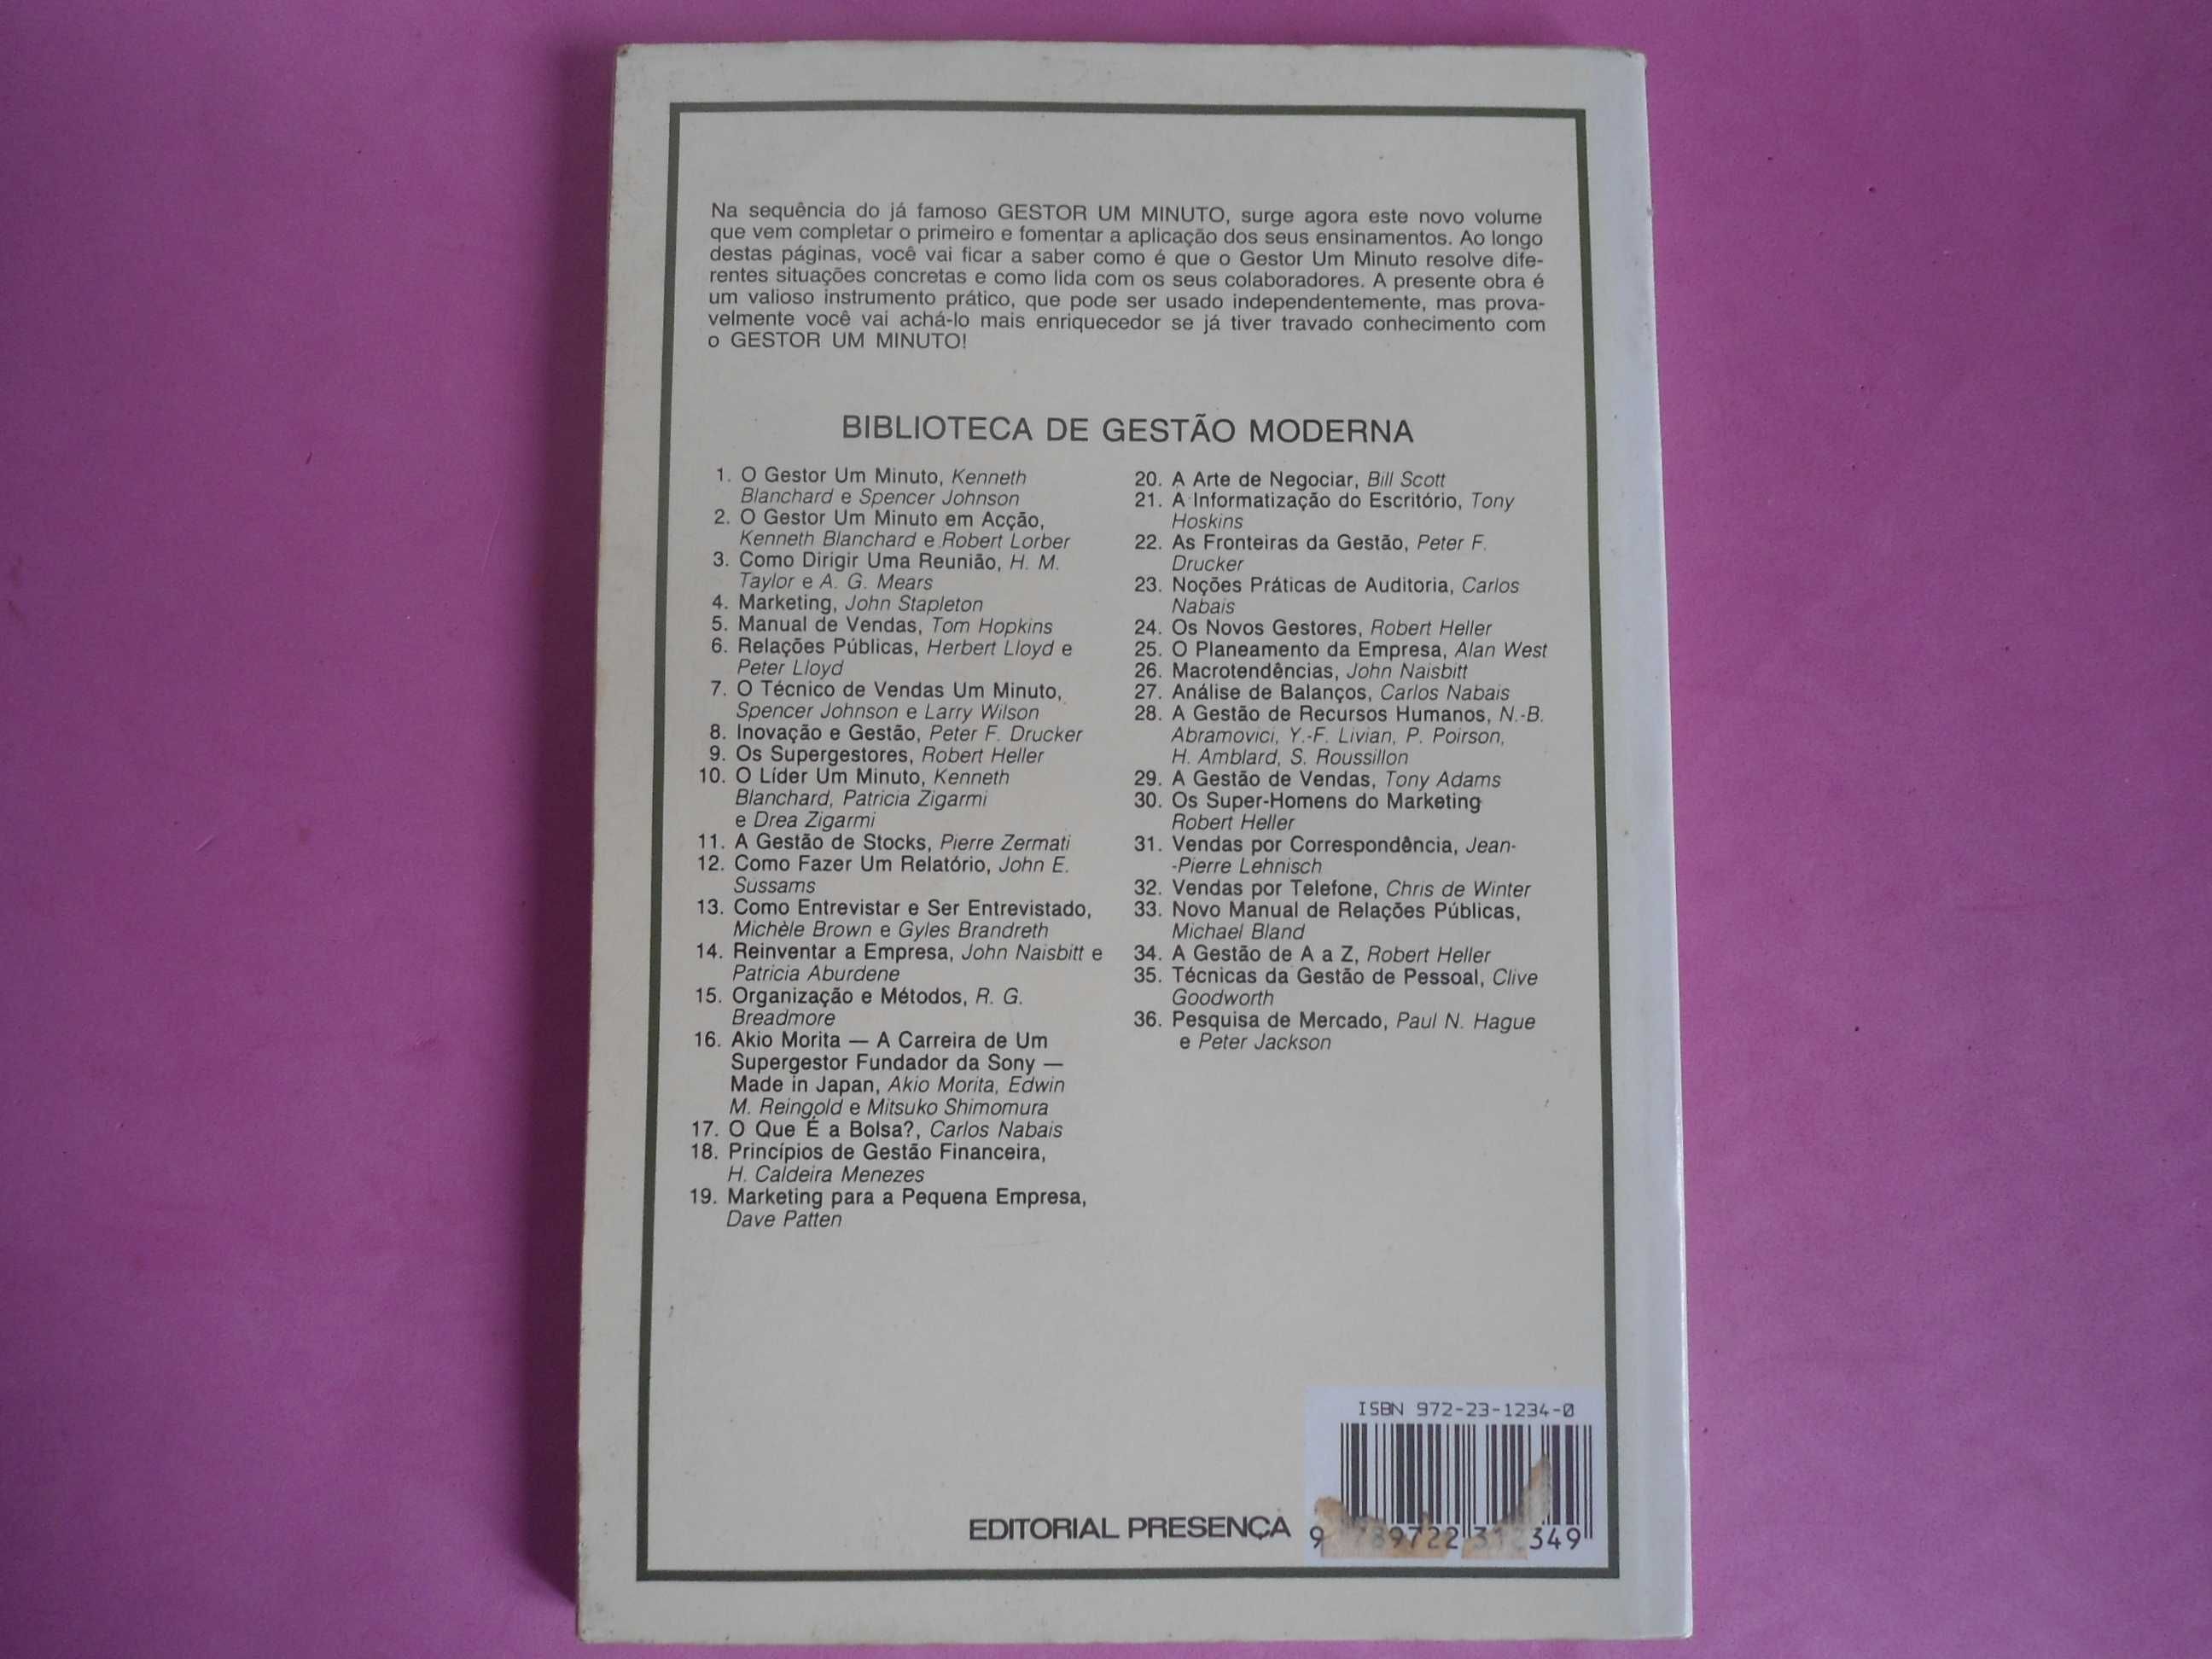 Na sequência do já famoso GESTOR UM MINUTO, surge agora este novo volume
que vem completar o primeiro e fomentar a aplicação dos seus ensinamentos. Ao longo
destas páginas, você vai ficar a saber como é que o Gestor Um Minuto resolve dife-
rentes situações concretas e como lida com os seus colaboradores. A presente obra é
um valioso instrumento prático, que pode ser usado independentemente, mas prova-
velmente você vai achá-lo mais enriquecedor se já tiver travado conhecimento com
o GESTOR UM MINUTO!
BIBLIOTECA DE GESTÃO MODERNA
1. O Gestor Um Minuto, Kenneth
Blanchard e Spencer Johnson
2. O Gestor Um Minuto em Acção,
Kenneth Blanchard e Robert Lorber
3. Como Dirigir Uma Reunião, H. M.
Taylor e A. G. Mears
4. Marketing, John Stapleton
5. Manual de Vendas, Tom Hopkins
6. Relações Públicas, Herbert Lloyd e
Peter Lloyd
7. O Técnico de Vendas Um Minuto,
Spencer Johnson e Larry Wilson
8. Inovação e Gestão, Peter F. Drucker
9. Os Supergestores, Robert Heller
10. O Líder Um Minuto, Kenneth
Blanchard, Patricia Zigarmi
e Drea Zigarmi
11. A Gestão de Stocks, Pierre Zermati
12. Como Fazer Um Relatório, John E.
Sussams
13. Como Entrevistar e Ser Entrevistado,
Michèle Brown e Gyles Brandreth
14. Reinventar a Empresa, John Naisbitt e
Patricia Aburdene
15. Organização e Métodos, R. G.
Breadmore
16. Akio Morita — A Carreira de Um
Supergestor Fundador da Sony —
Made in Japan, Akio Morita, Edwin
M. Reingold e Mitsuko Shimomura
17. O Que É a Bolsa?, Carlos Nabais
18. Princípios de Gestão Financeira,
H. Caldeira Menezes
19. Marketing para a Pequena Empresa,
Dave Patten
20. A Arte de Negociar, Bill Scott
21. A Informatização do Escritório, Tony
Hoskins
22. As Fronteiras da Gestão, Peter F.
Drucker
23. Noções Práticas de Auditoria, Carlos
Nabais
24. Os Novos Gestores, Robert Heller
25. O Planeamento da Empresa, Alan West
26. Macrotendências, John Naisbitt
27. Análise de Balanços, Carlos Nabais
28. A Gestão de Recursos Humanos, N.-B.
Abramovici, Y.-F. Livian, P. Poirson,
H. Amblard, S. Roussillon
29. A Gestão de Vendas, Tony Adams
30. Os Super-Homens do Marketing
Robert Heller
31. Vendas por Correspondência, Jean-
-Pierre Lehnisch
32. Vendas por Telefone, Chris de Winter
33. Novo Manual de Relações Públicas,
Michael Bland
34. A Gestão de A a Z, Robert Heller
35. Técnicas da Gestão de Pessoal, Clive
Goodworth
36. Pesquisa de Mercado, Paul N. Hague
e Peter Jackson
ISBN 972-23-1234-0
EDITORIAL PRESENÇA
9 789722 312349